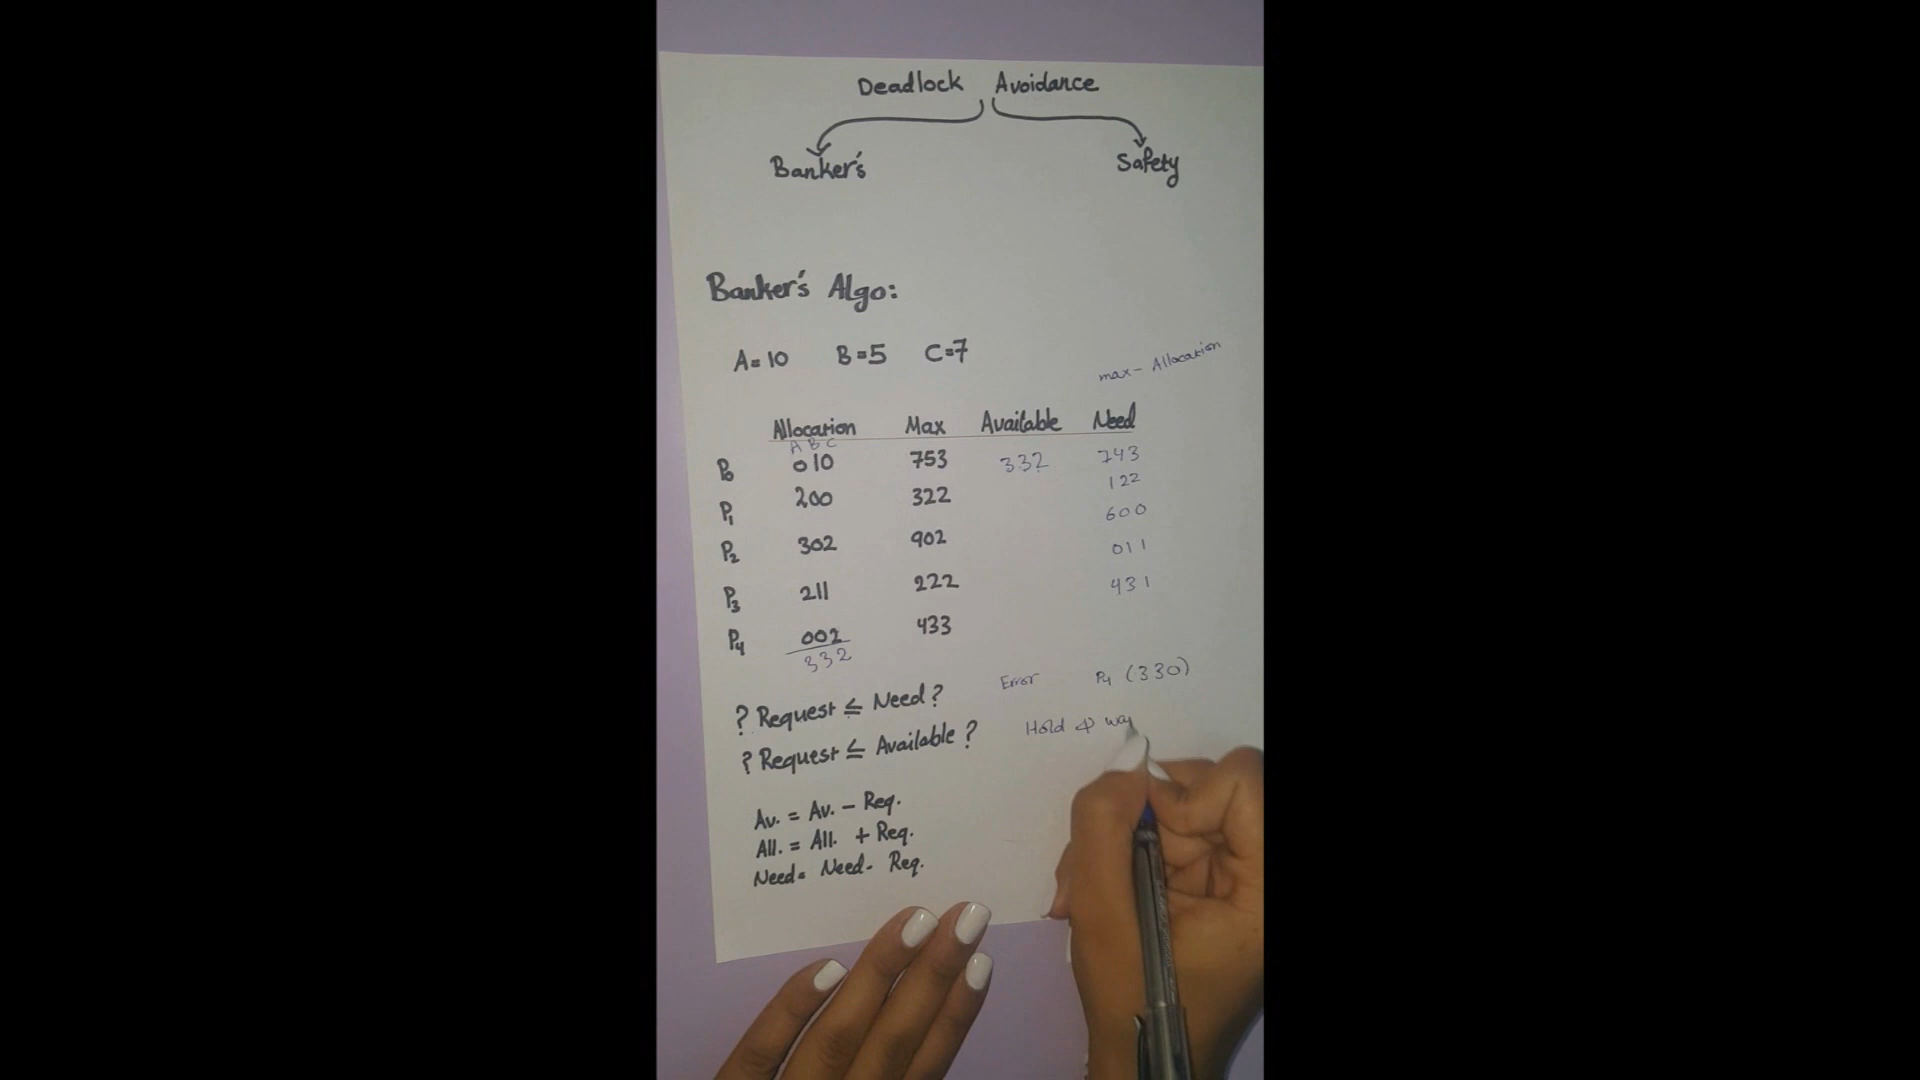 Deadlock Avoidance
Banker's Safety
Banker's Algo:
A=10 B=5 C=7
max - Allocation
Allocation Max Available Need
A B C
P0 010 753 332 743
P1 200 322 122
P2 302 902 600
P3 211 222 011
P4 002 433 431
332
? Request ≤ Need? Error P4 (330)
? Request ≤ Available? Hold & wa
Av. = Av. - Req.
All. = All. + Req.
Need= Need- Req.